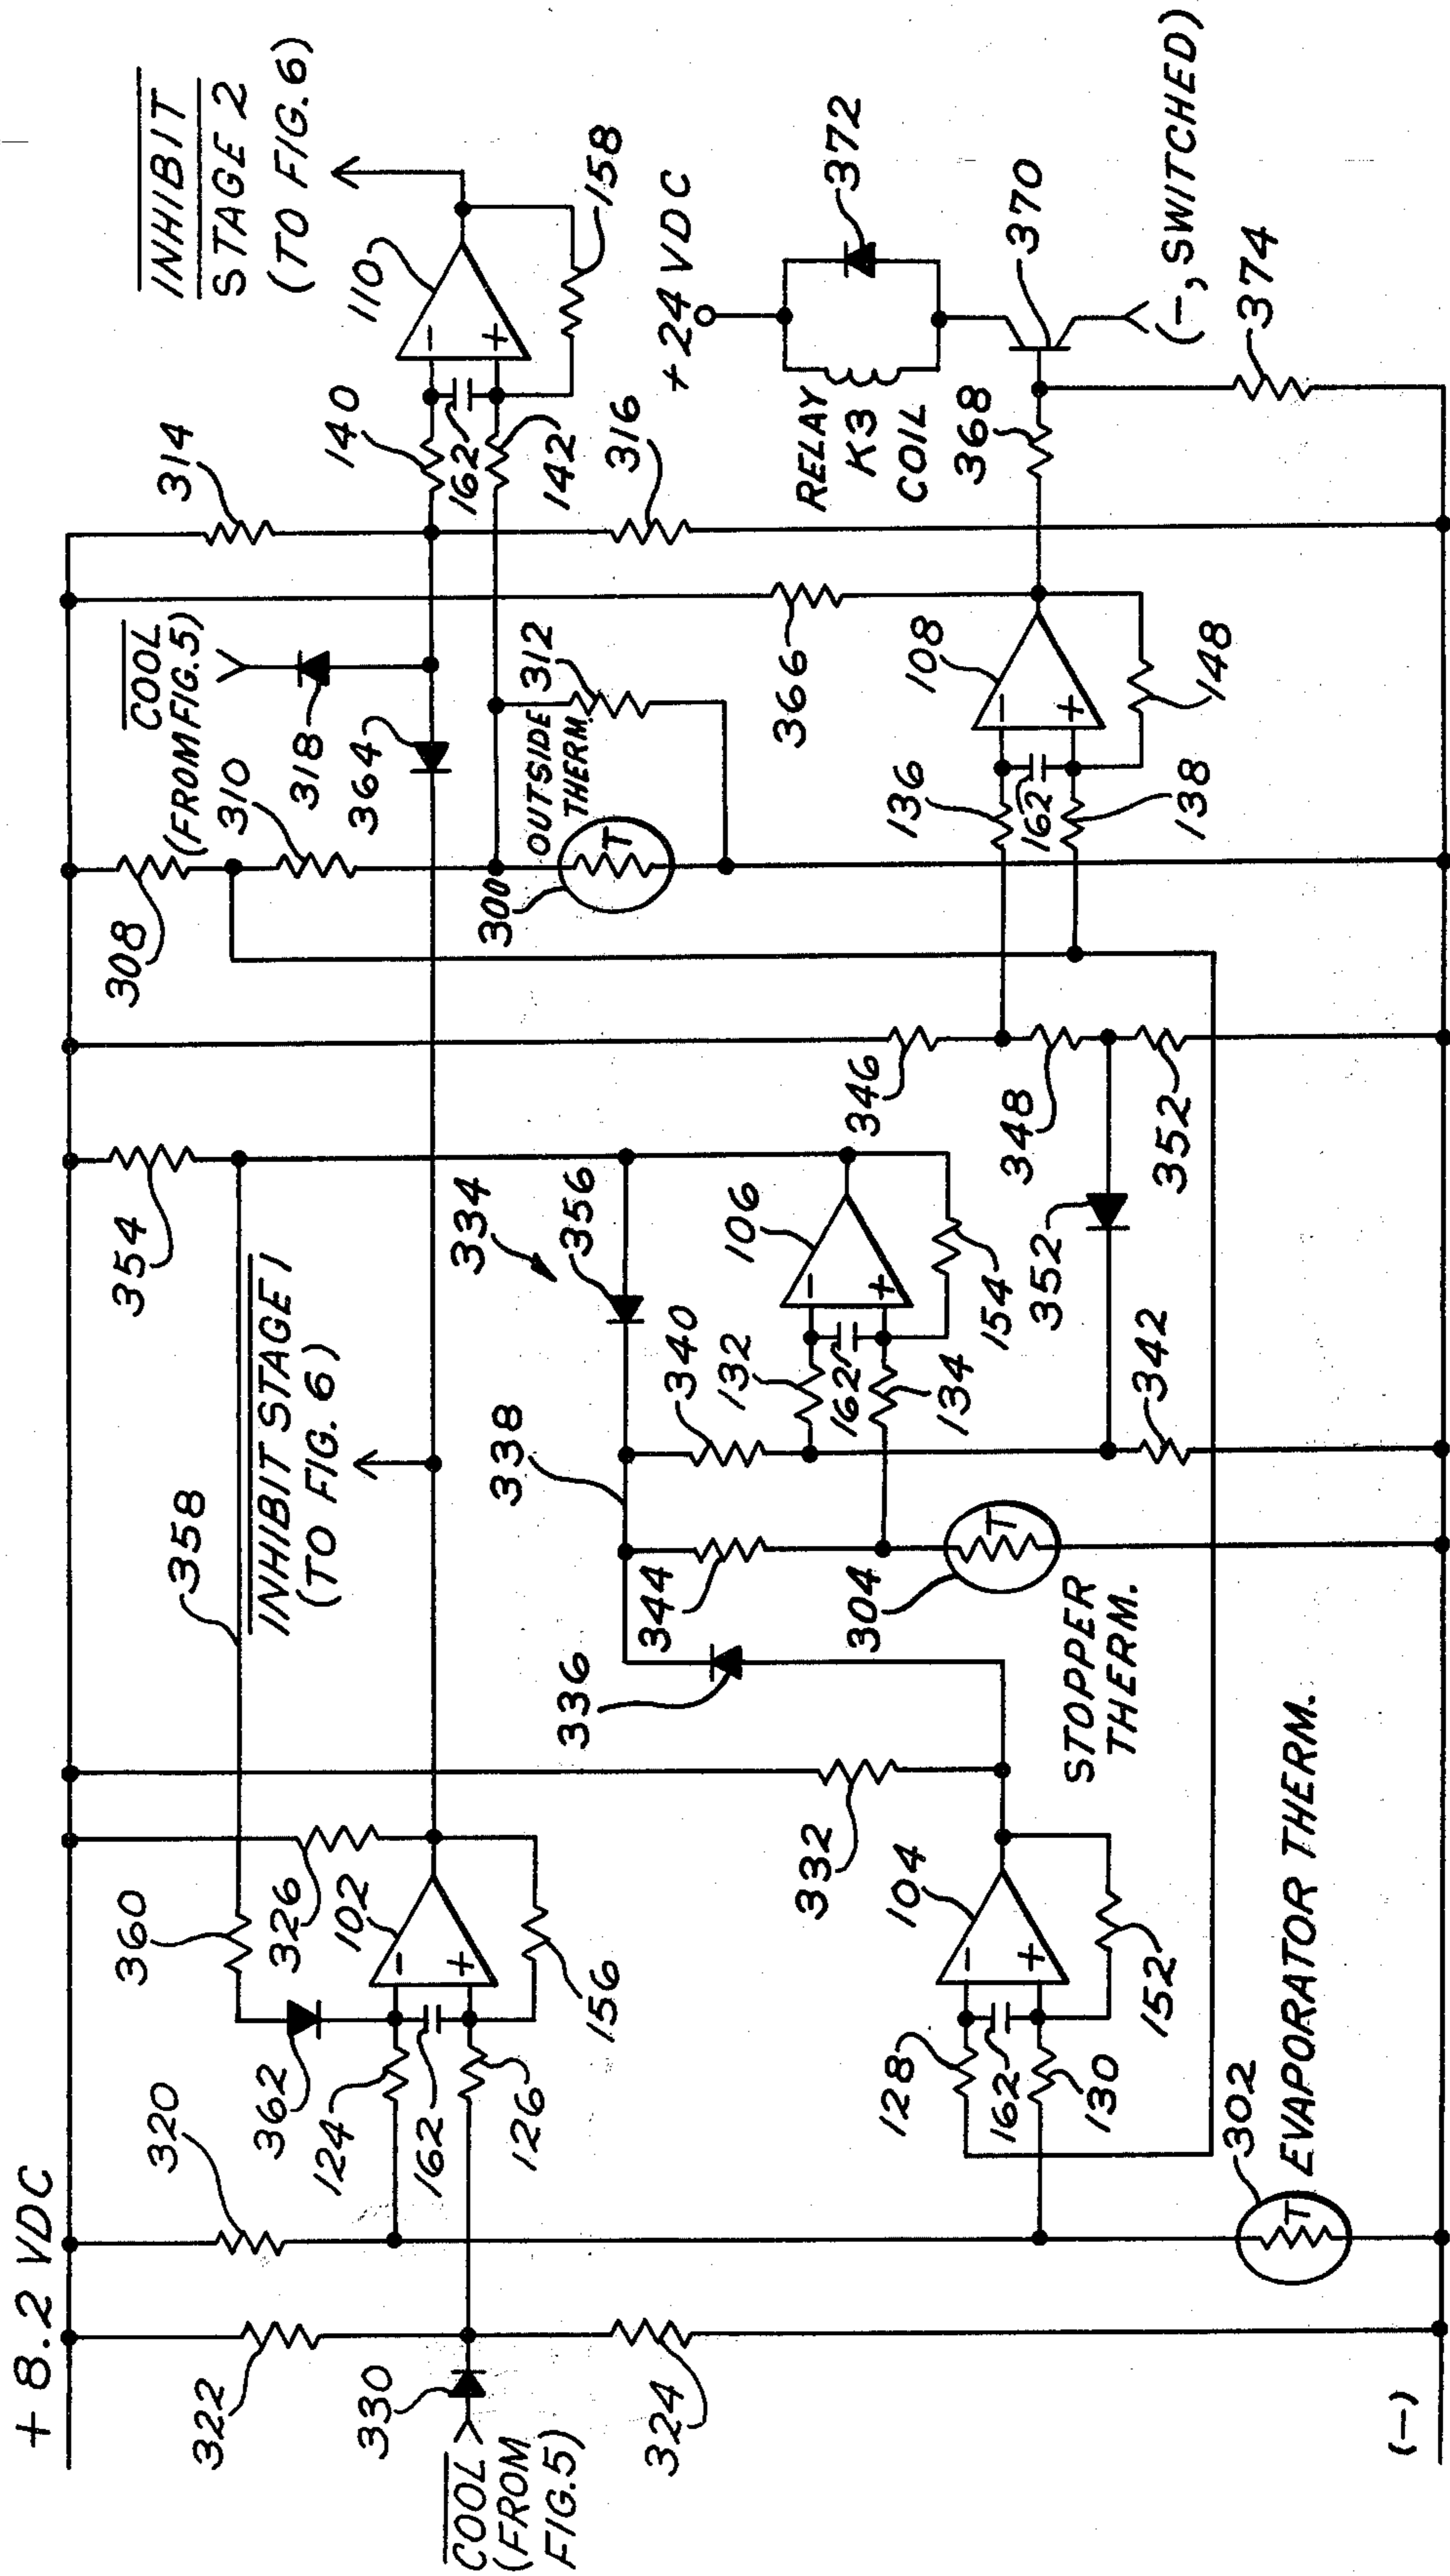 +8.2 VDC
322
320
360
358
354
308
310
COOL
(FROM FIG.5)
314
INHIBIT
STAGE 2
(TO FIG.6)
330
COOL
(FROM
FIG.5)
362
124
162
126
326
102
156
INHIBIT STAGE 1
(TO FIG. 6)
318
364
140
162
142
110
158
324
338
334
356
OUTSIDE
THERM.
300
312
316
+24 VDC
372
336
332
344
340
132
162
134
106
154
304
STOPPER
THERM.
342
352
346
348
352
366
RELAY
K3
COIL
368
370
(-, SWITCHED)
374
128
162
130
104
152
136
162
138
108
148
302
EVAPORATOR THERM.
(-)